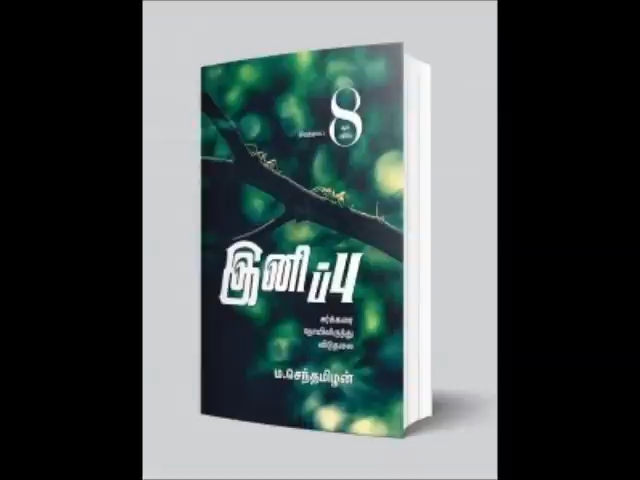 8
இனிப்பு
சர்க்கரை
நோயிலிருந்து
விடுதலை
ம.செந்தமிழன்